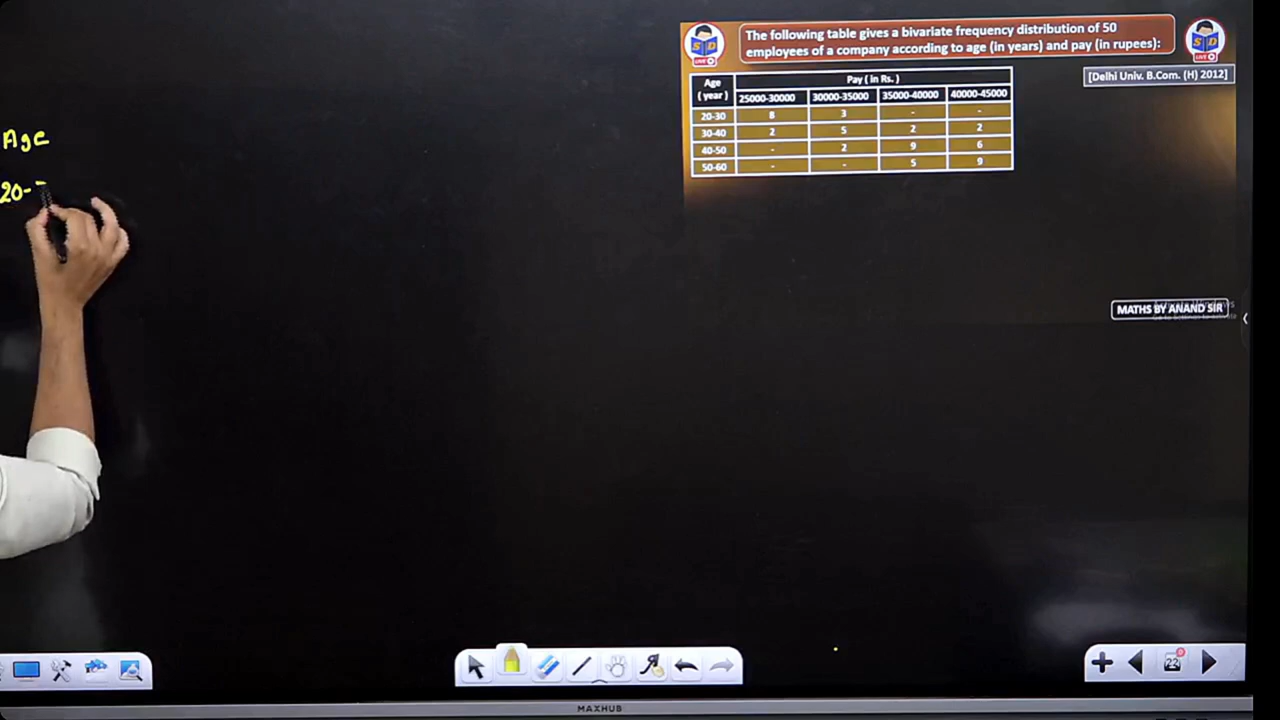 The following table gives a bivariate frequency distribution of 50
employees of a company according to age (in years) and pay (in rupees):
[Delhi Univ. B.Com. (H) 2012]
Age
( year )
Pay ( in Rs. )
25000-30000 30000-35000 35000-40000 40000-45000
20-30 8 3 - -
30-40 2 5 2 2
40-50 - 2 9 6
50-60 - - 5 9
Age
20-
MATHS BY ANAND SIR
22
MAXHUB